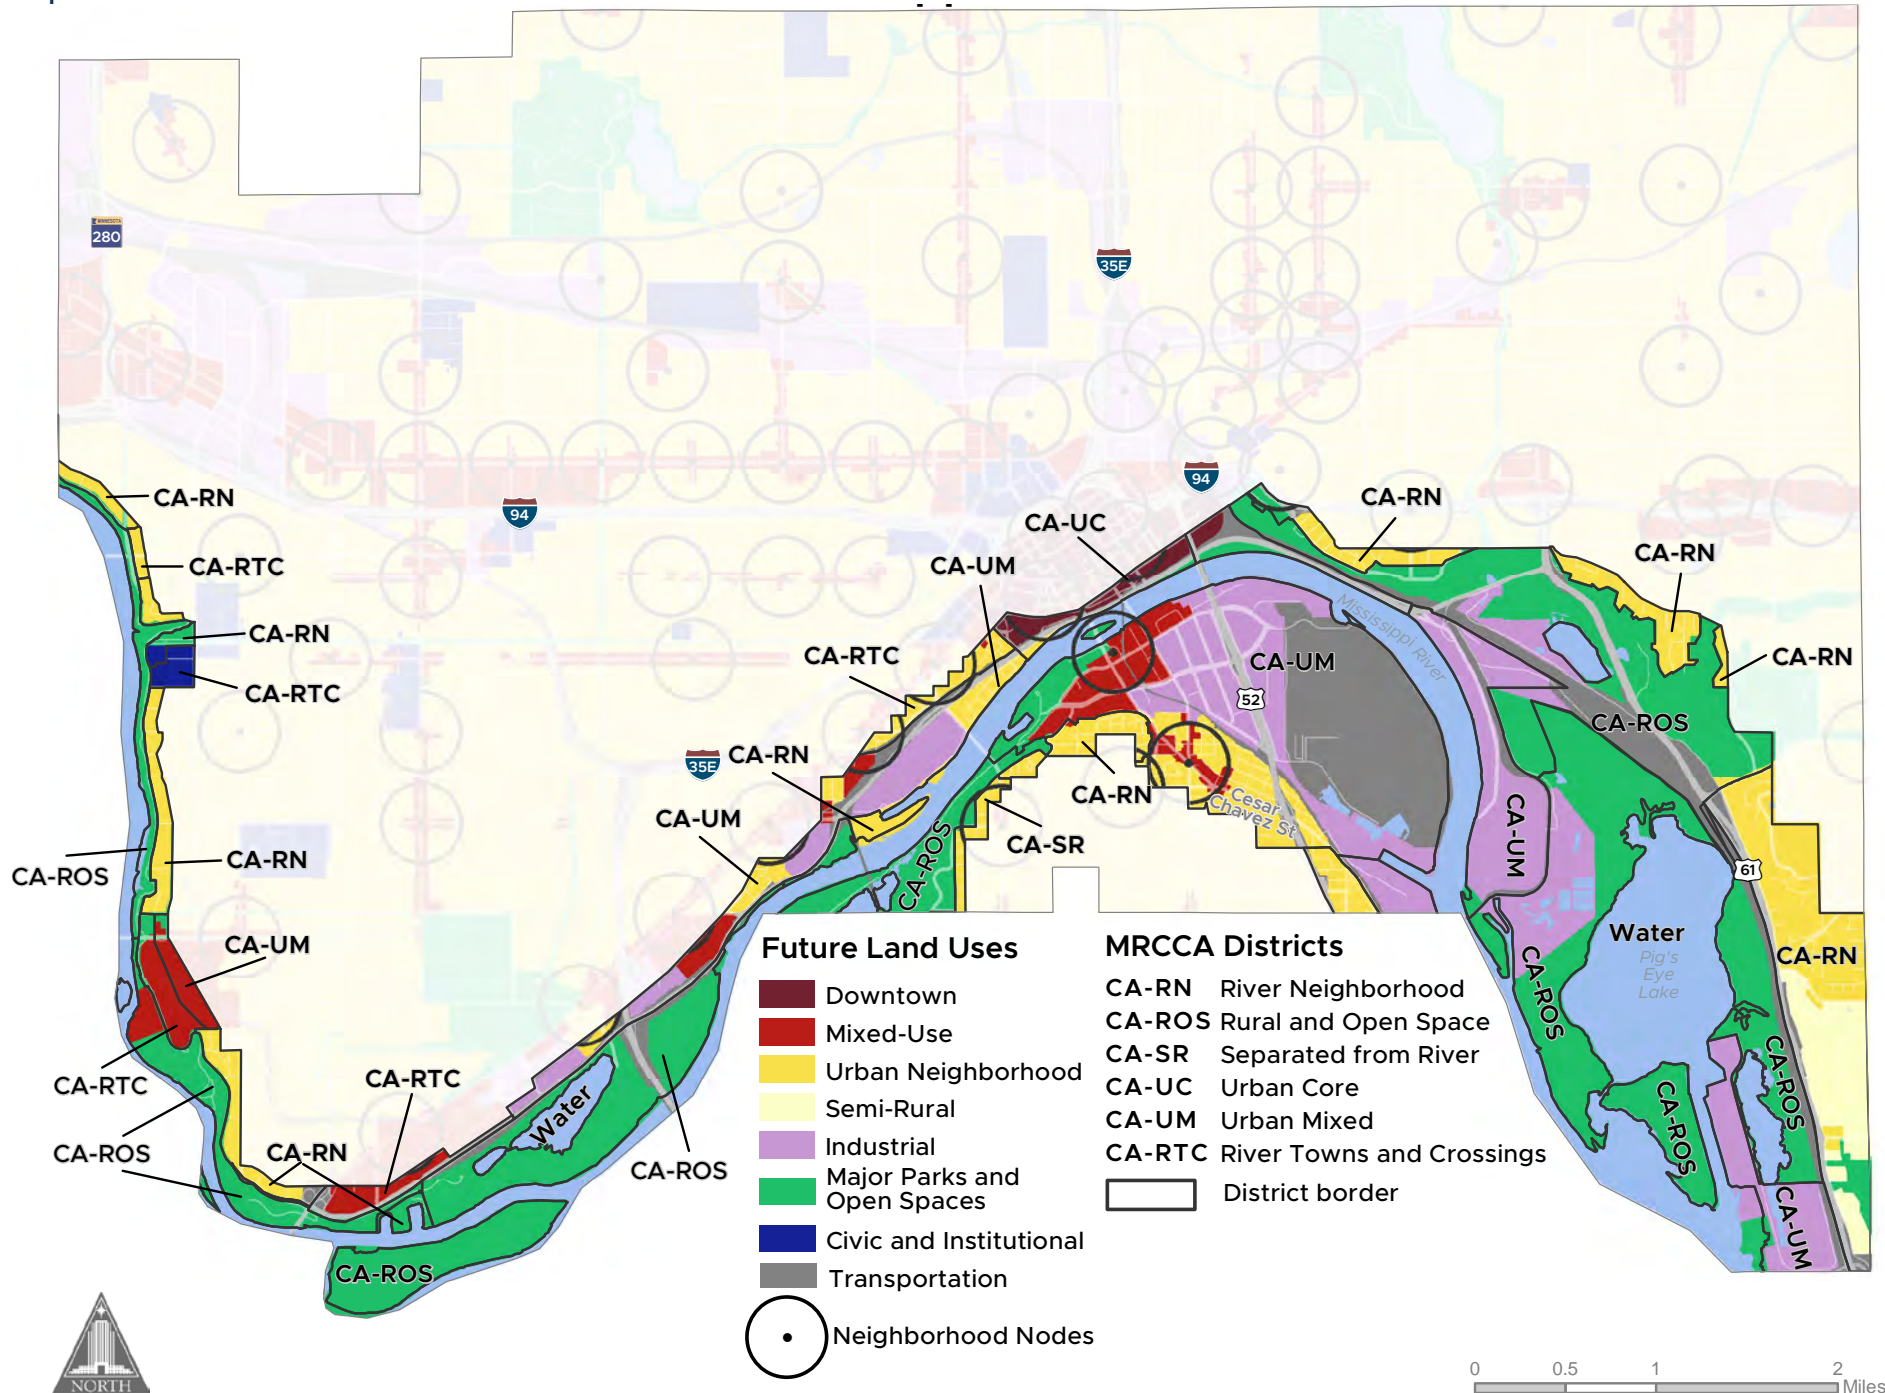 MINNESOTA
280
35E
94
94
CA-RN
CA-RN
CA-UC
CA-RN
CA-RTC
CA-UM
Mississippi River
CA-RN
CA-RTC
CA-UM
CA-RN
CA-RTC
52
CA-ROS
35E
CA-RN
CA-RN
Cesar
Chavez St
CA-UM
CA-SR
CA-UM
CA-ROS
CA-RN
CA-ROS
61
CA-UM
Water
Pig's
Eye
Lake
CA-RN
CA-ROS
CA-RTC
CA-RTC
Water
CA-ROS
CA-ROS
CA-ROS
CA-RN
CA-ROS
CA-UM
CA-ROS
Future Land Uses
Downtown
Mixed-Use
Urban Neighborhood
Semi-Rural
Industrial
Major Parks and
Open Spaces
Civic and Institutional
Transportation
Neighborhood Nodes
MRCCA Districts
CA-RN River Neighborhood
CA-ROS Rural and Open Space
CA-SR Separated from River
CA-UC Urban Core
CA-UM Urban Mixed
CA-RTC River Towns and Crossings
District border
NORTH
0 0.5 1 2
Miles